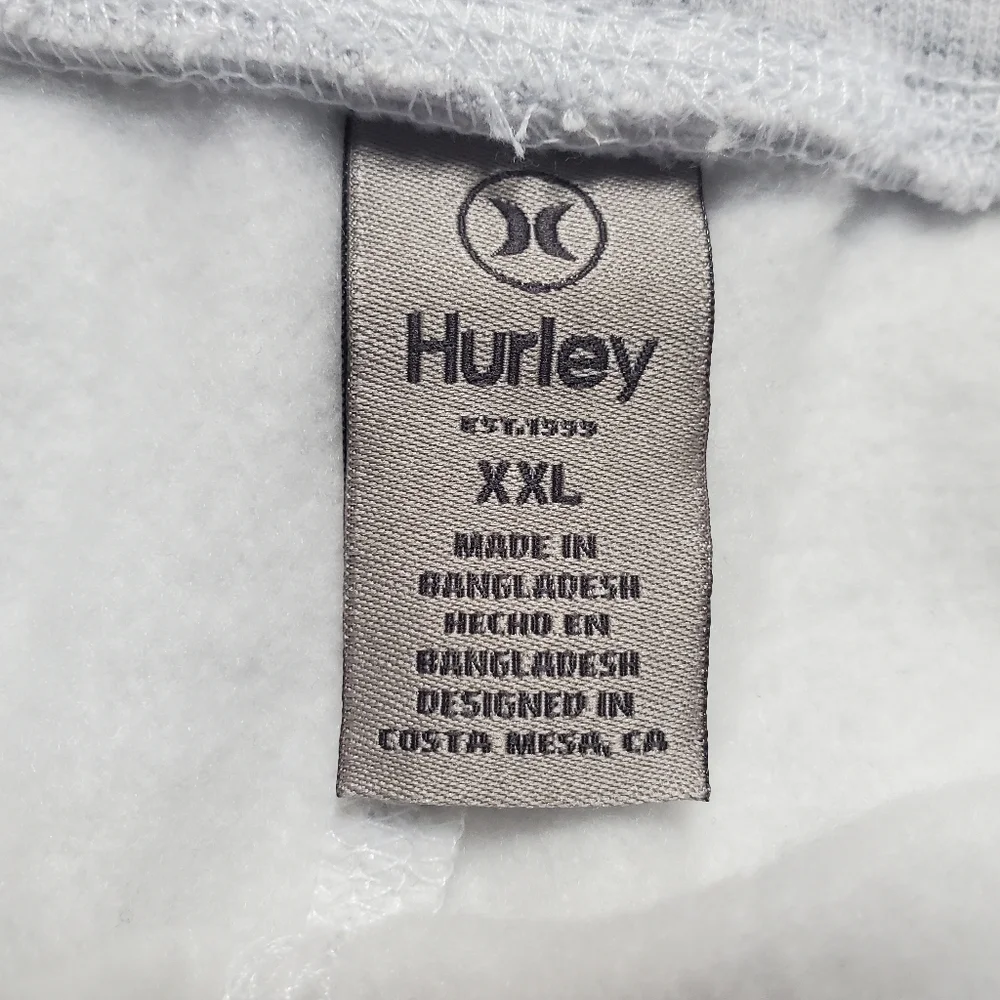 Hurley
EST.1999
XXL
MADE IN
BANGLADESH
HECHO EN
BANGLADESH
DESIGNED IN
COSTA MESA, CA